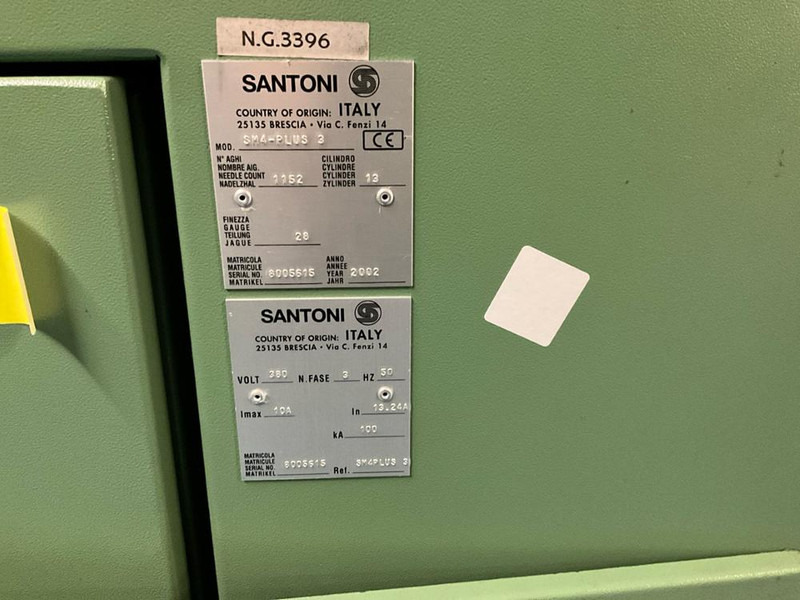 N.G.3396
SANTONI
COUNTRY OF ORIGIN: ITALY
25135 BRESCIA • Via C. Fenzi 14
MOD. SM4-PLUS 3 CE
N° AGHI CILINDRO
NOMBRE AIG. CYLINDRE
NEEDLE COUNT 1152 CYLINDER 13
NADELZHAL ZYLINDER
FINEZZA
GAUGE
TEILUNG 28
JAGUE
MATRICOLA ANNO
MATRICULE ANNÉE
SERIAL NO. 6005615 YEAR 2002
MATRIKEL JAHR
SANTONI
COUNTRY OF ORIGIN: ITALY
25135 BRESCIA • Via C. Fenzi 14
VOLT 380 N.FASE 3 HZ 50
Imax 10A In 13.24A
kA 100
MATRICOLA
MATRICULE
SERIAL NO. 6005615 Ref. SM4PLUS 3
MATRIKEL